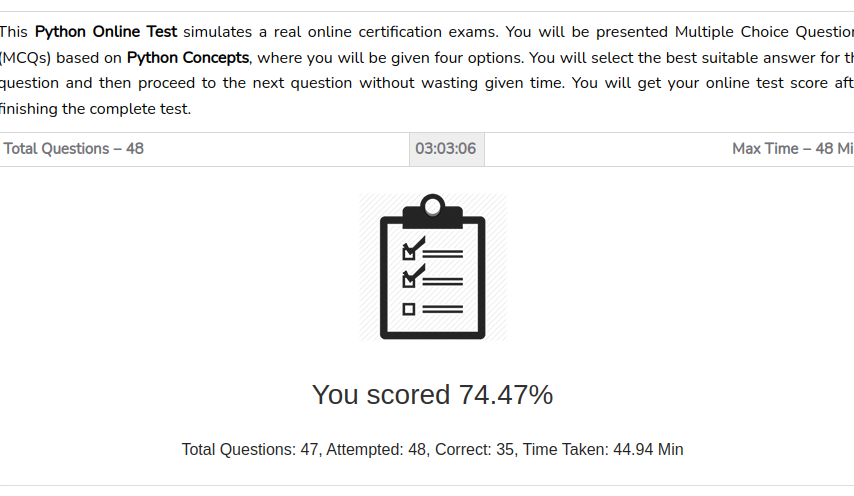 This Python Online Test simulates a real online certification exams. You will be presented Multiple Choice
(MCQs) based on Python Concepts, where you will be given four options. You will select the best suitable answer for
question and then proceed to the next question without wasting given time. You will get your online test score
finishing the complete test.
Total Questions – 48 03:03:06 Max Time – 48
You scored 74.47%
Total Questions: 47, Attempted: 48, Correct: 35, Time Taken: 44.94 Min